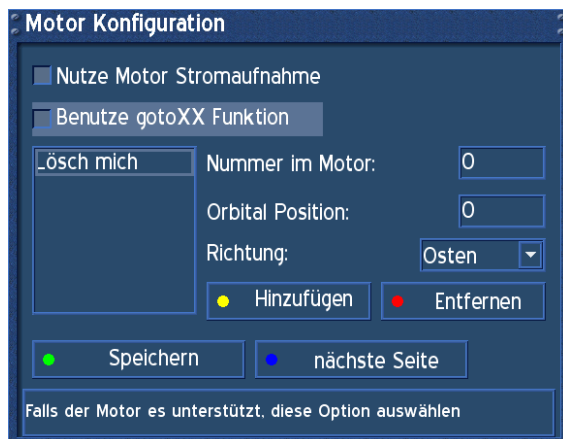 Motor Konfiguration
Nutze Motor Stromaufnahme
Benutze gotoXX Funktion
Lösch mich
Nummer im Motor: 0
Orbital Position: 0
Richtung: Osten
Hinzufügen Entfernen
Speichern nächste Seite
Falls der Motor es unterstützt, diese Option auswählen